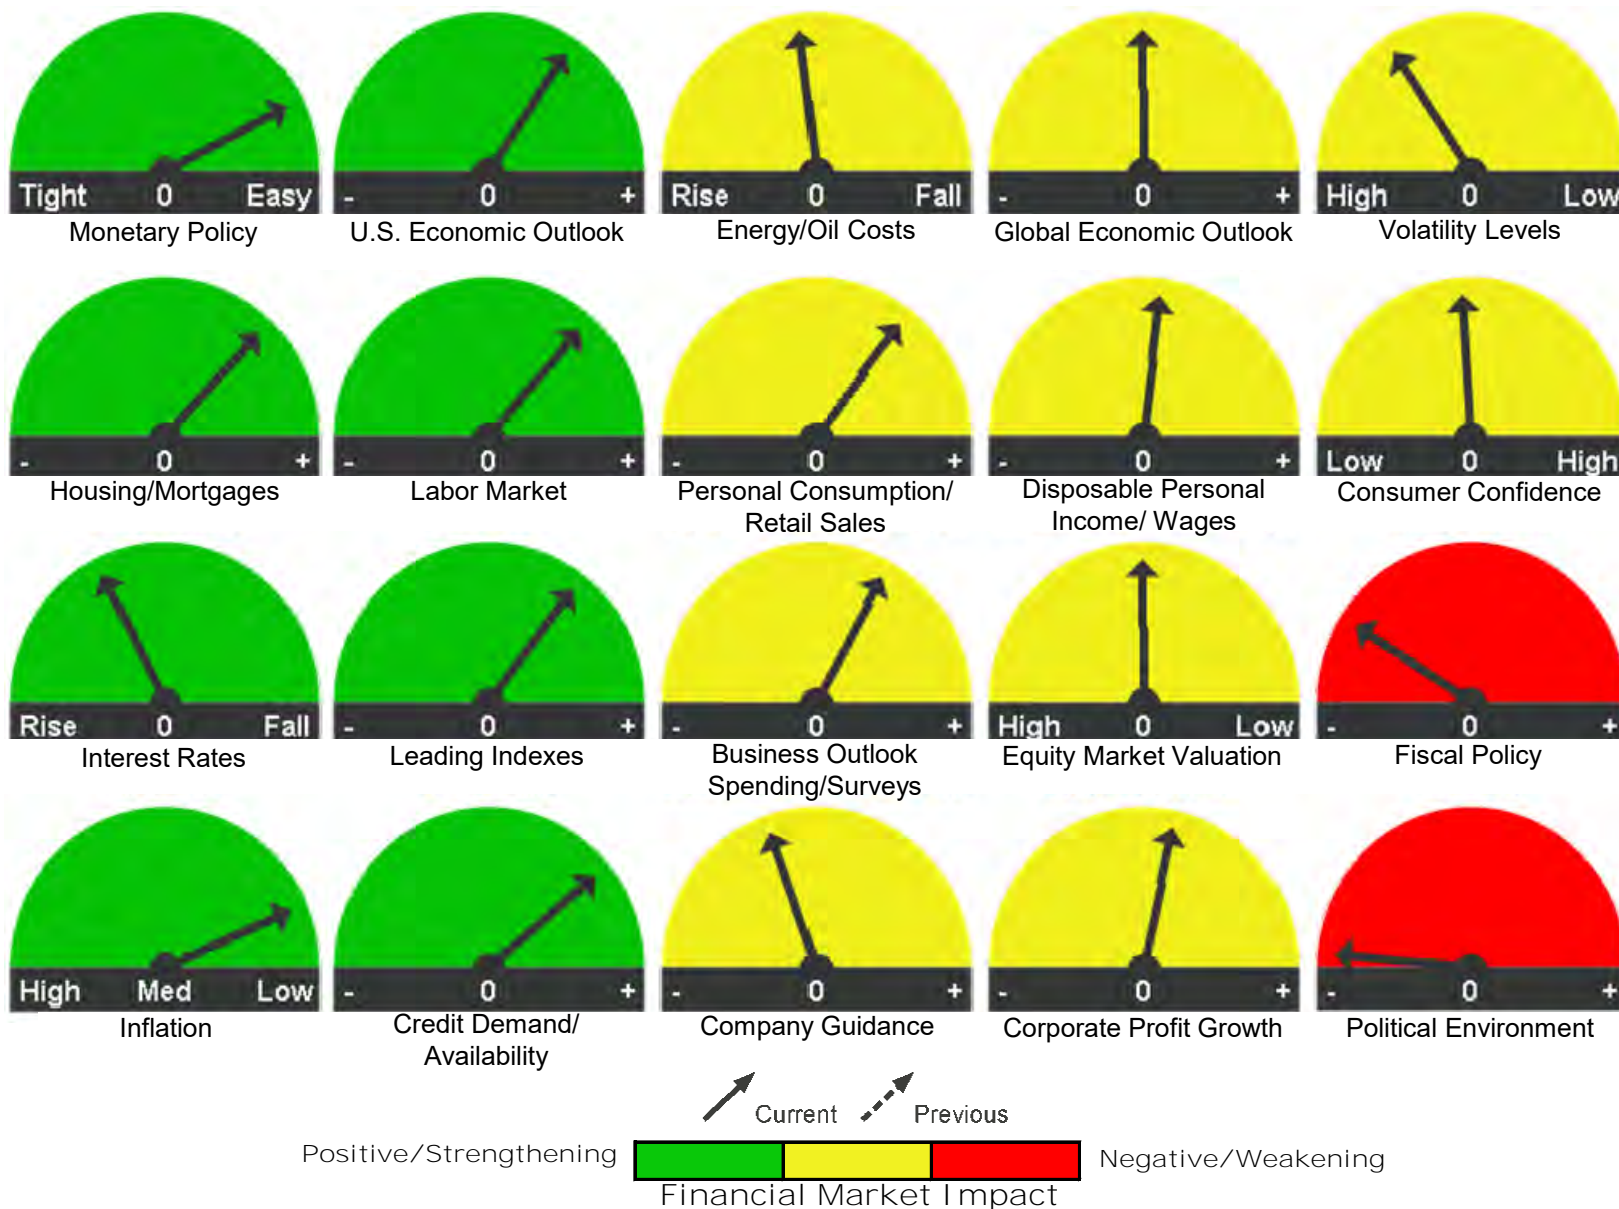 Tight 0 Easy
- 0 +
Rise 0 Fall
- 0 +
High 0 Low
Monetary Policy
U.S. Economic Outlook
Energy/Oil Costs
Global Economic Outlook
Volatility Levels
- 0 +
- 0 +
- 0 +
- 0 +
Low 0 High
Housing/Mortgages
Labor Market
Personal Consumption/
Retail Sales
Disposable Personal
Income/ Wages
Consumer Confidence
Rise 0 Fall
- 0 +
- 0 +
High 0 Low
- 0 +
Interest Rates
Leading Indexes
Business Outlook
Spending/Surveys
Equity Market Valuation
Fiscal Policy
High Med Low
- 0 +
- 0 +
- 0 +
- 0 +
Inflation
Credit Demand/
Availability
Company Guidance
Corporate Profit Growth
Political Environment
Current Previous
Positive/Strengthening Negative/Weakening
Financial Market Impact